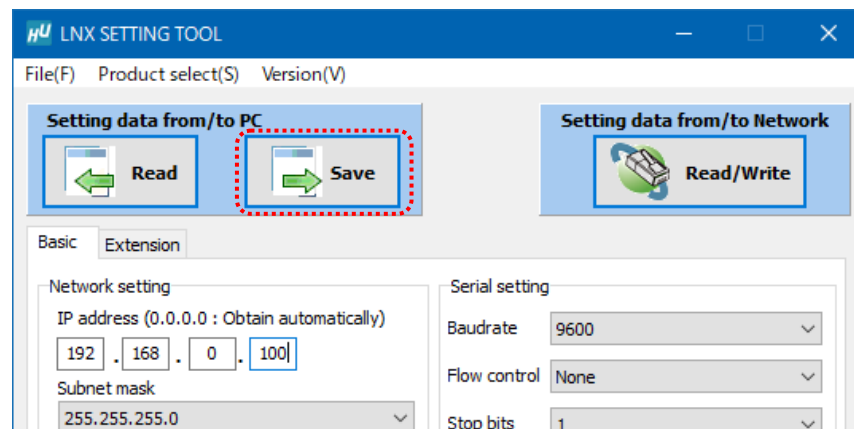 HU LNX SETTING TOOL
File(F) Product select(S) Version(V)
Setting data from/to PC
Read
Save
Setting data from/to Network
Read/Write
Basic
Extension
Network setting
IP address (0.0.0.0 : Obtain automatically)
192 . 168 . 0 . 100
Subnet mask
255.255.255.0
Serial setting
Baudrate 9600
Flow control None
Stop bits 1